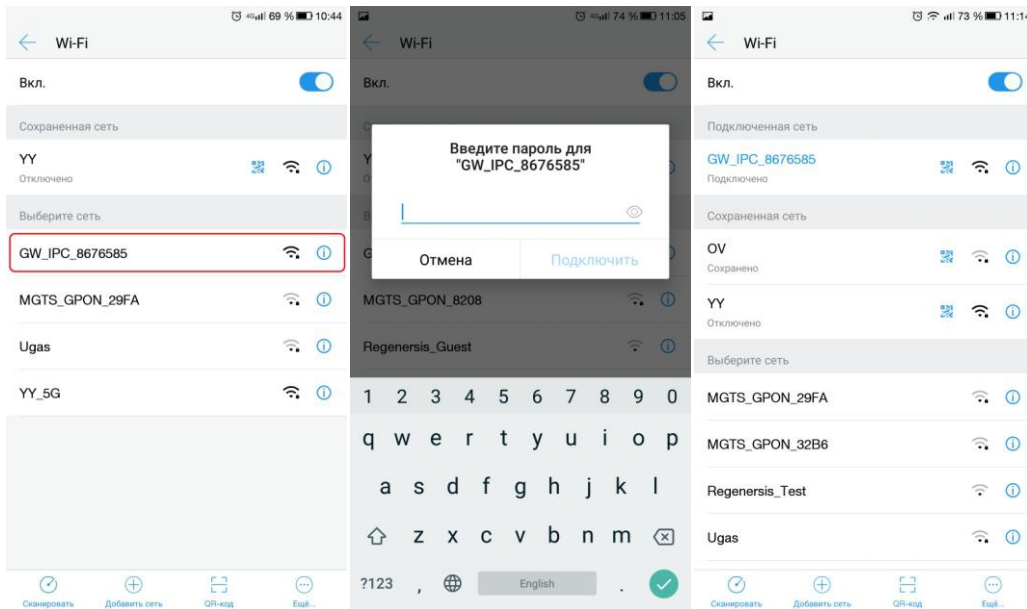 69 % 10:44
Wi-Fi
Вкл.
Сохраненная сеть
YY
Отключено
Выберите сеть
GW_IPC_8676585
MGTS_GPON_29FA
Ugas
YY_5G
Сканировать
Добавить сеть
QR-код
Ещё...
74 % 11:05
Wi-Fi
Вкл.
Введите пароль для
"GW_IPC_8676585"
Отмена Подключить
MGTS_GPON_8208
Regenersis_Guest
1 2 3 4 5 6 7 8 9 0
q w e r t y u i o p
a s d f g h j k l
z x c v b n m
?123 , English .
73 % 11:14
Wi-Fi
Вкл.
Подключенная сеть
GW_IPC_8676585
Подключено
Сохраненная сеть
OV
Сохранено
YY
Отключено
Выберите сеть
MGTS_GPON_29FA
MGTS_GPON_32B6
Regenersis_Test
Ugas
Сканировать
Добавить сеть
QR-код
Ещё...